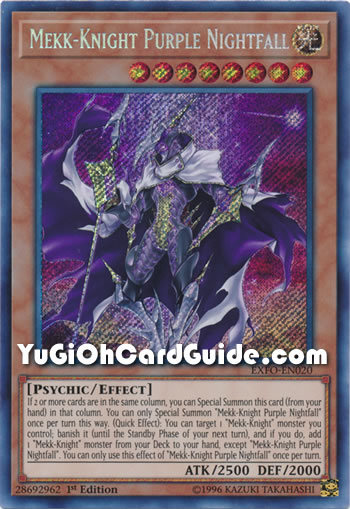 MEKK-KNIGHT PURPLE NIGHTFALL
YuGiOhCardGuide.com
EXFO-EN020
[PSYCHIC/EFFECT]
If 2 or more cards are in the same column, you can Special Summon this card (from your
hand) in that column. You can only Special Summon "Mekk-Knight Purple Nightfall"
once per turn this way. (Quick Effect): You can target 1 "Mekk-Knight" monster you
control; banish it (until the Standby Phase of your next turn), and if you do, add
1 "Mekk-Knight" monster from your Deck to your hand, except "Mekk-Knight Purple
Nightfall". You can only use this effect of "Mekk-Knight Purple Nightfall" once per turn.
ATK/2500 DEF/2000
28692962 1st Edition ©1996 KAZUKI TAKAHASHI